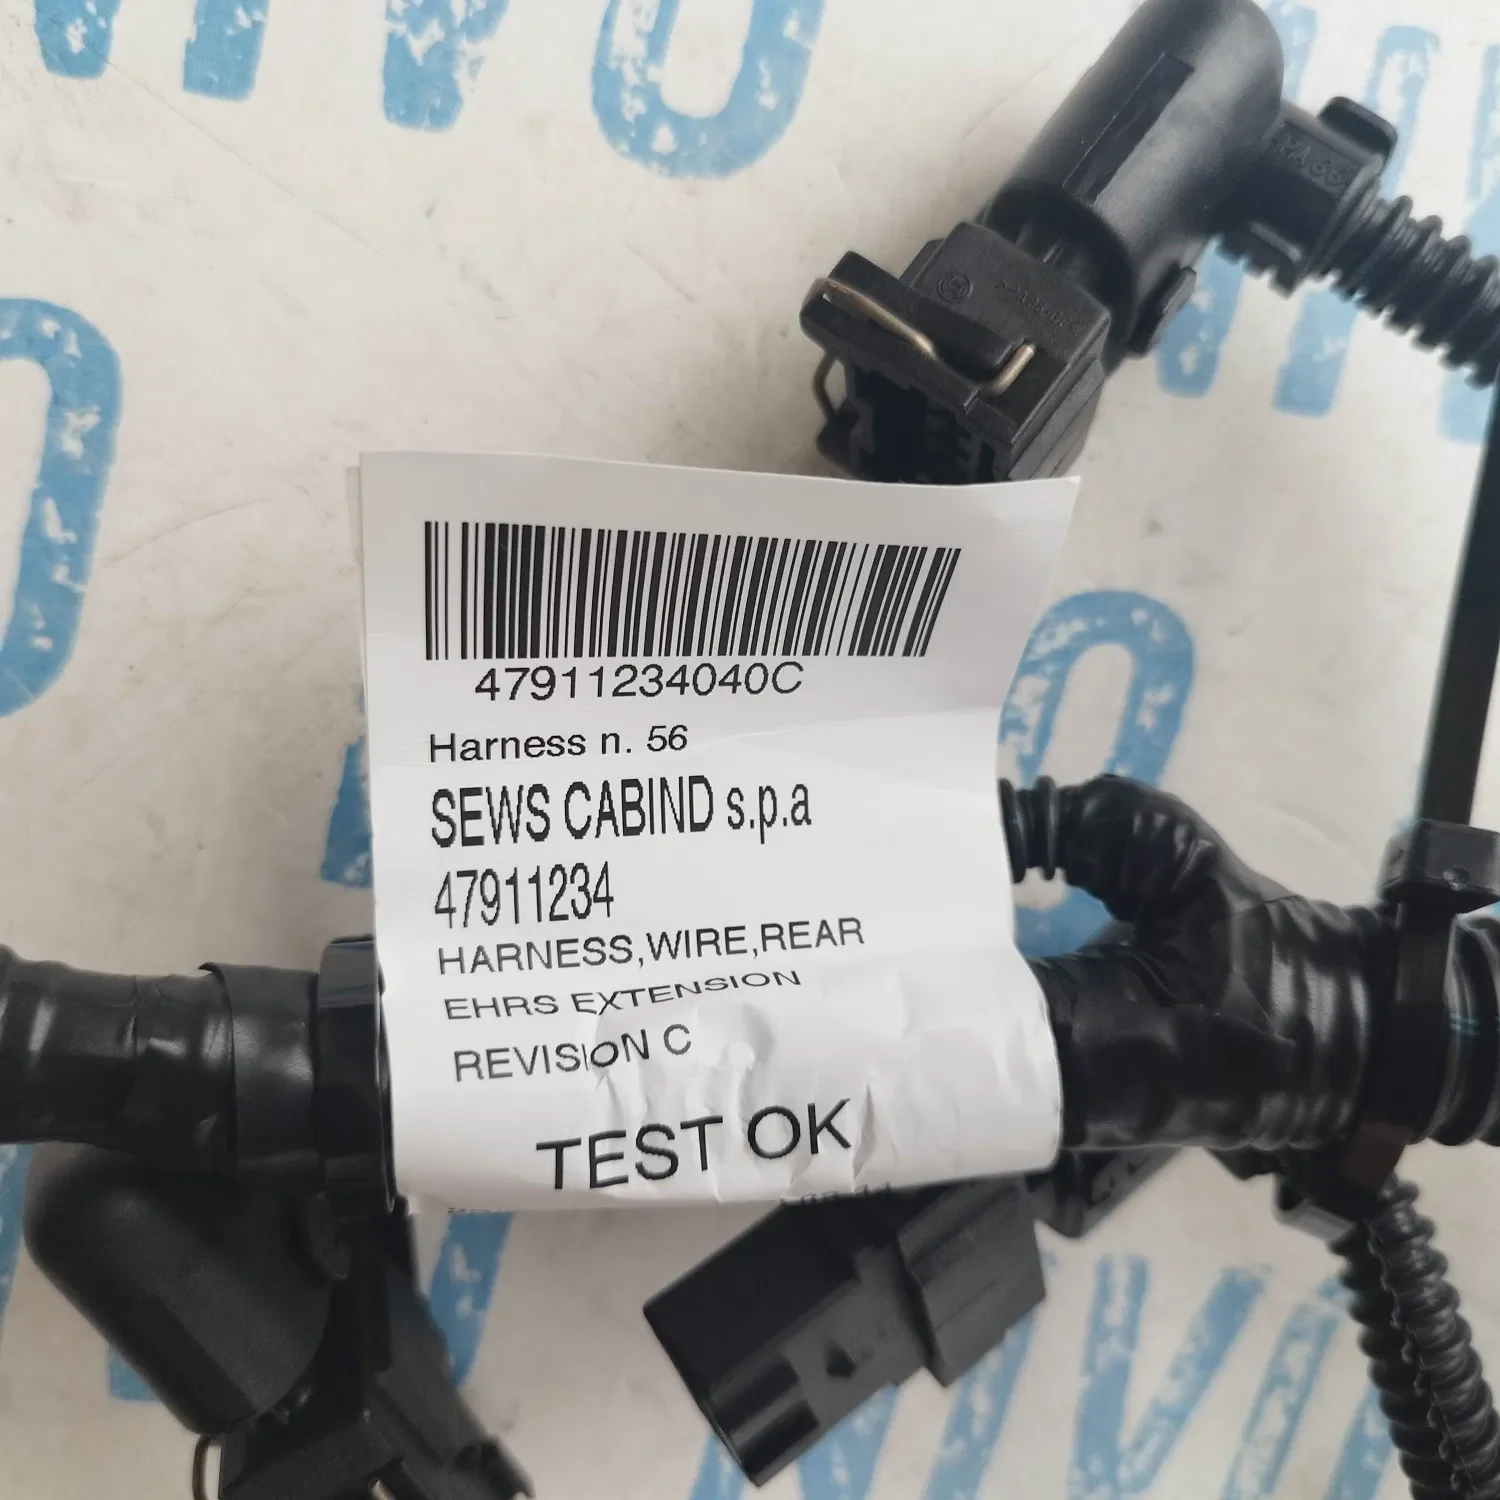 47911234040C
Harness n. 56
SEWS CABIND s.p.a
47911234
HARNESS,WIRE,REAR
EHRS EXTENSION
REVISION C
TEST OK